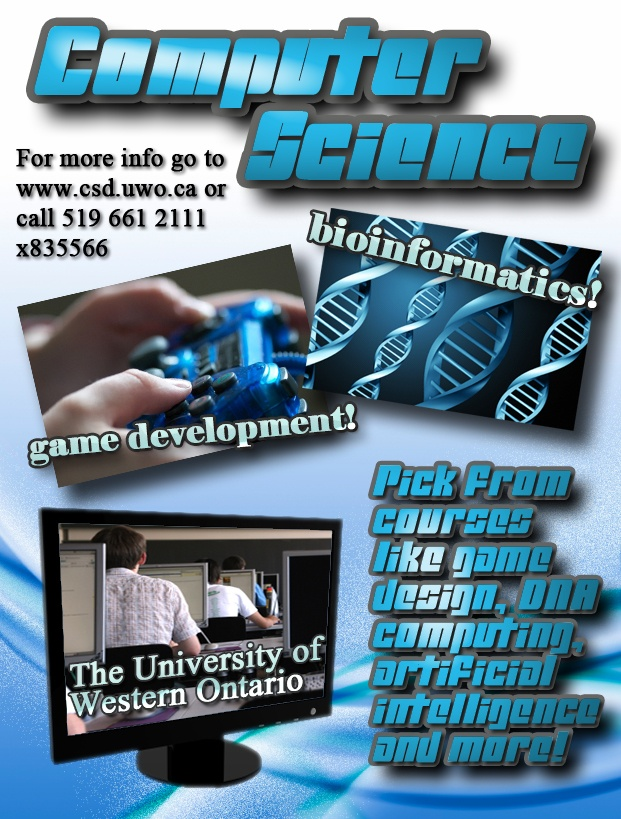 Computer
Science
For more info go to
www.csd.uwo.ca or
call 519 661 2111
x835566
bioinformatics!
game development!
Pick from
courses
like game
design, DNA
computing,
artificial
intelligence
and more!
The University of
Western Ontario